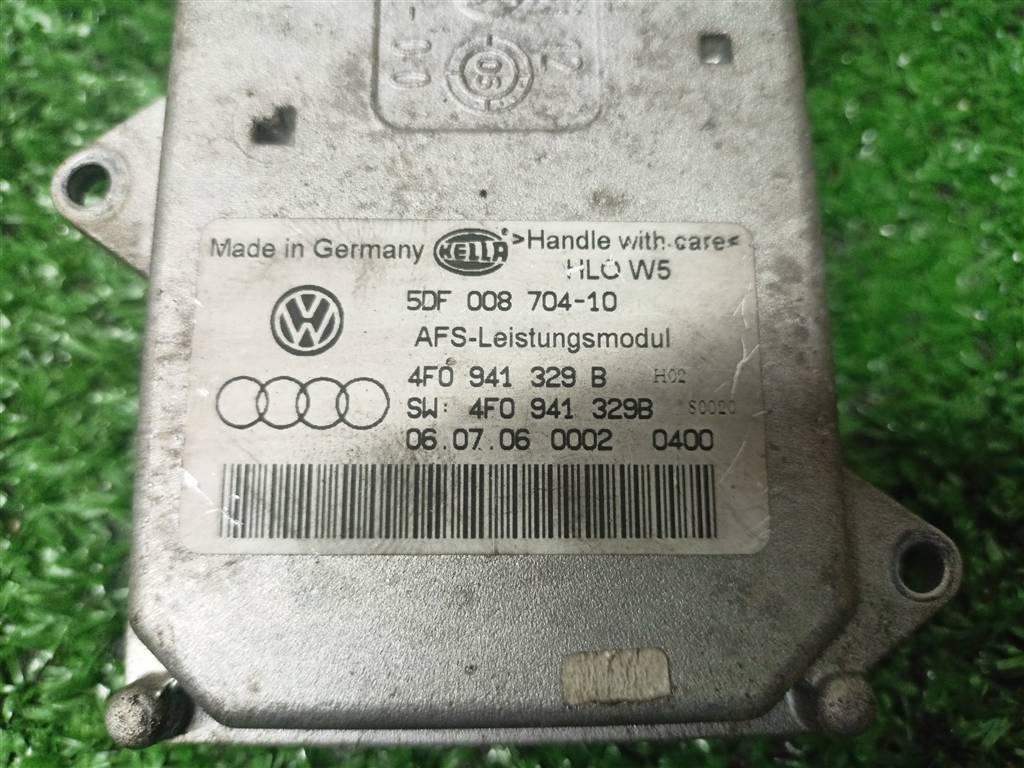 06
Made in Germany HELLA ® >Handle with care<
HLO W5
5DF 008 704-10
AFS-Leistungsmodul
4F0 941 329 B H02
SW: 4F0 941 329B S0020
06.07.06 0002 0400